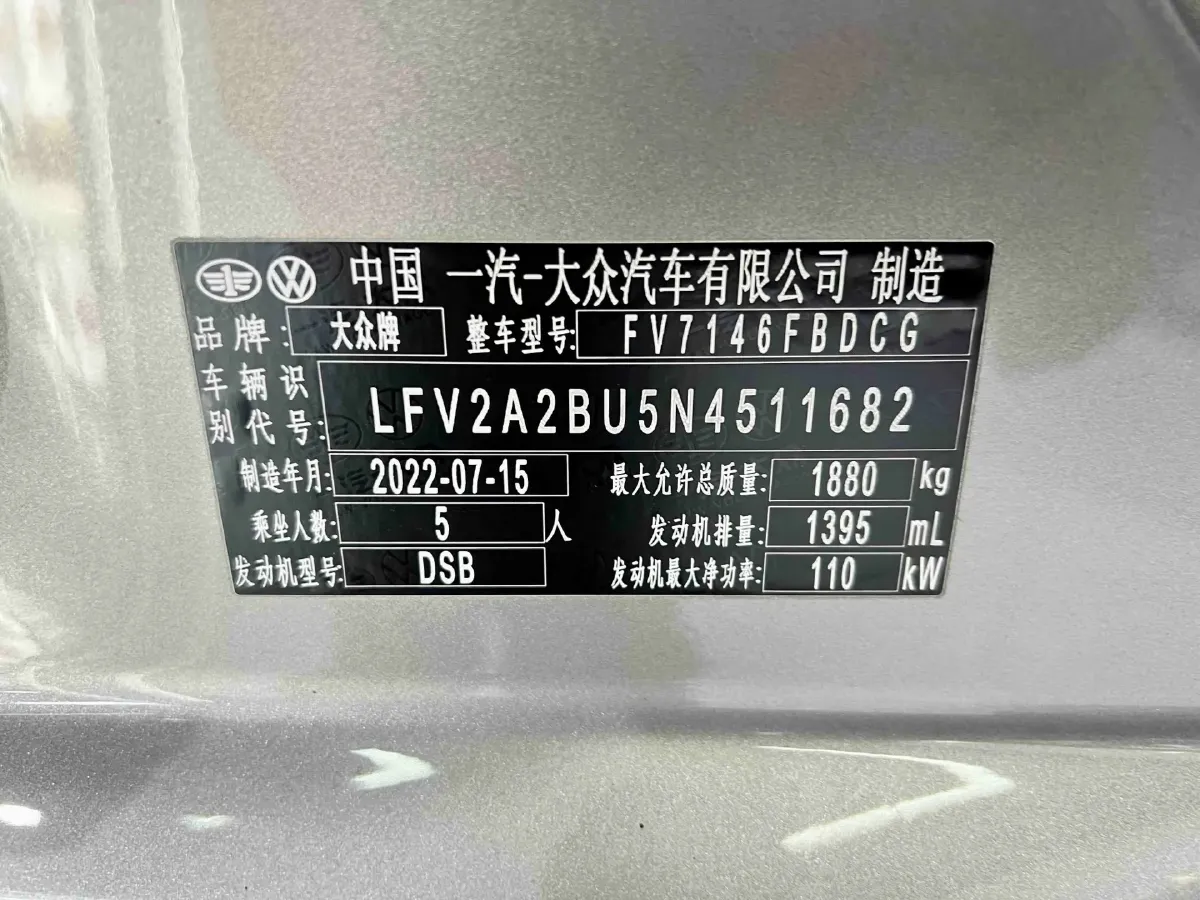 中国 一汽-大众汽车有限公司 制造
品牌: 大众牌 整车型号: FV7146FBDCG
车辆识别代号: LFV2A2BU5N4511682
制造年月: 2022-07-15 最大允许总质量: 1880 kg
乘坐人数: 5 人 发动机排量: 1395 mL
发动机型号: DSB 发动机最大净功率: 110 kW